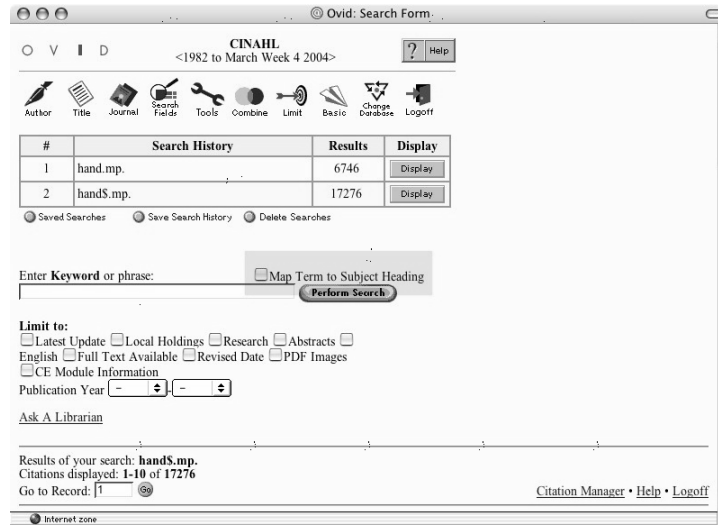 Ovid: Search Form
O V I D
CINAHL
<1982 to March Week 4 2004>
? Help
Author Title Journal Search Fields Tools Combine Limit Basic Change Database Logoff
# Search History Results Display
1 hand.mp. 6746 Display
2 hand$.mp. 17276 Display
Saved Searches Save Search History Delete Searches
Enter Keyword or phrase: Map Term to Subject Heading
Perform Search
Limit to:
Latest Update Local Holdings Research Abstracts
English Full Text Available Revised Date PDF Images
CE Module Information
Publication Year - - -
Ask A Librarian
Results of your search: hand$.mp.
Citations displayed: 1-10 of 17276
Go to Record: 1 Go
Citation Manager • Help • Logoff
Internet zone